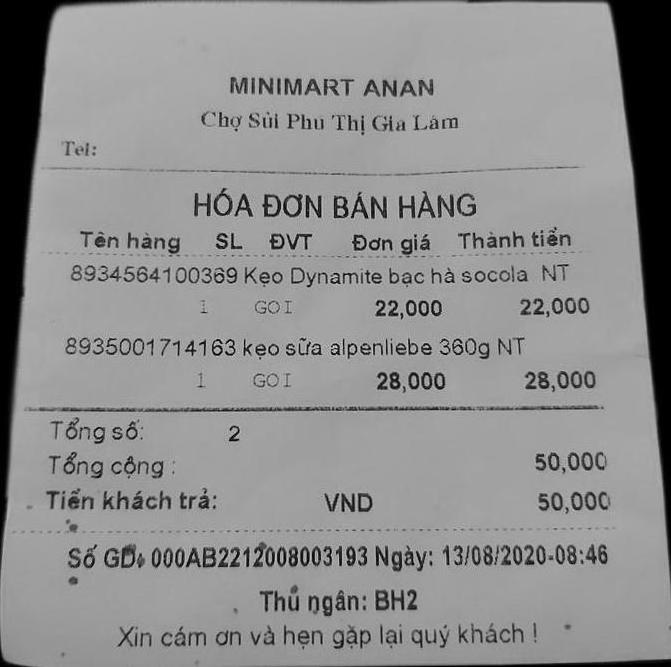 MINIMART ANAN
Chợ Sủi Phu Thị Gia Lâm
Tel:
HÓA ĐƠN BÁN HÀNG
Tên hàng SL ĐVT Đơn giá Thành tiền
8934564100369 Kẹo Dynamite bạc hà socola NT
1 GOI 22,000 22,000
8935001714163 kẹo sữa alpenliebe 360g NT
1 GOI 28,000 28,000
Tổng số: 2
Tổng cộng : 50,000
Tiền khách trả: VND 50,000
Số GD: 000AB2212008003193 Ngày: 13/08/2020-08:46
Thu ngân: BH2
Xin cám ơn và hẹn gặp lại quý khách !